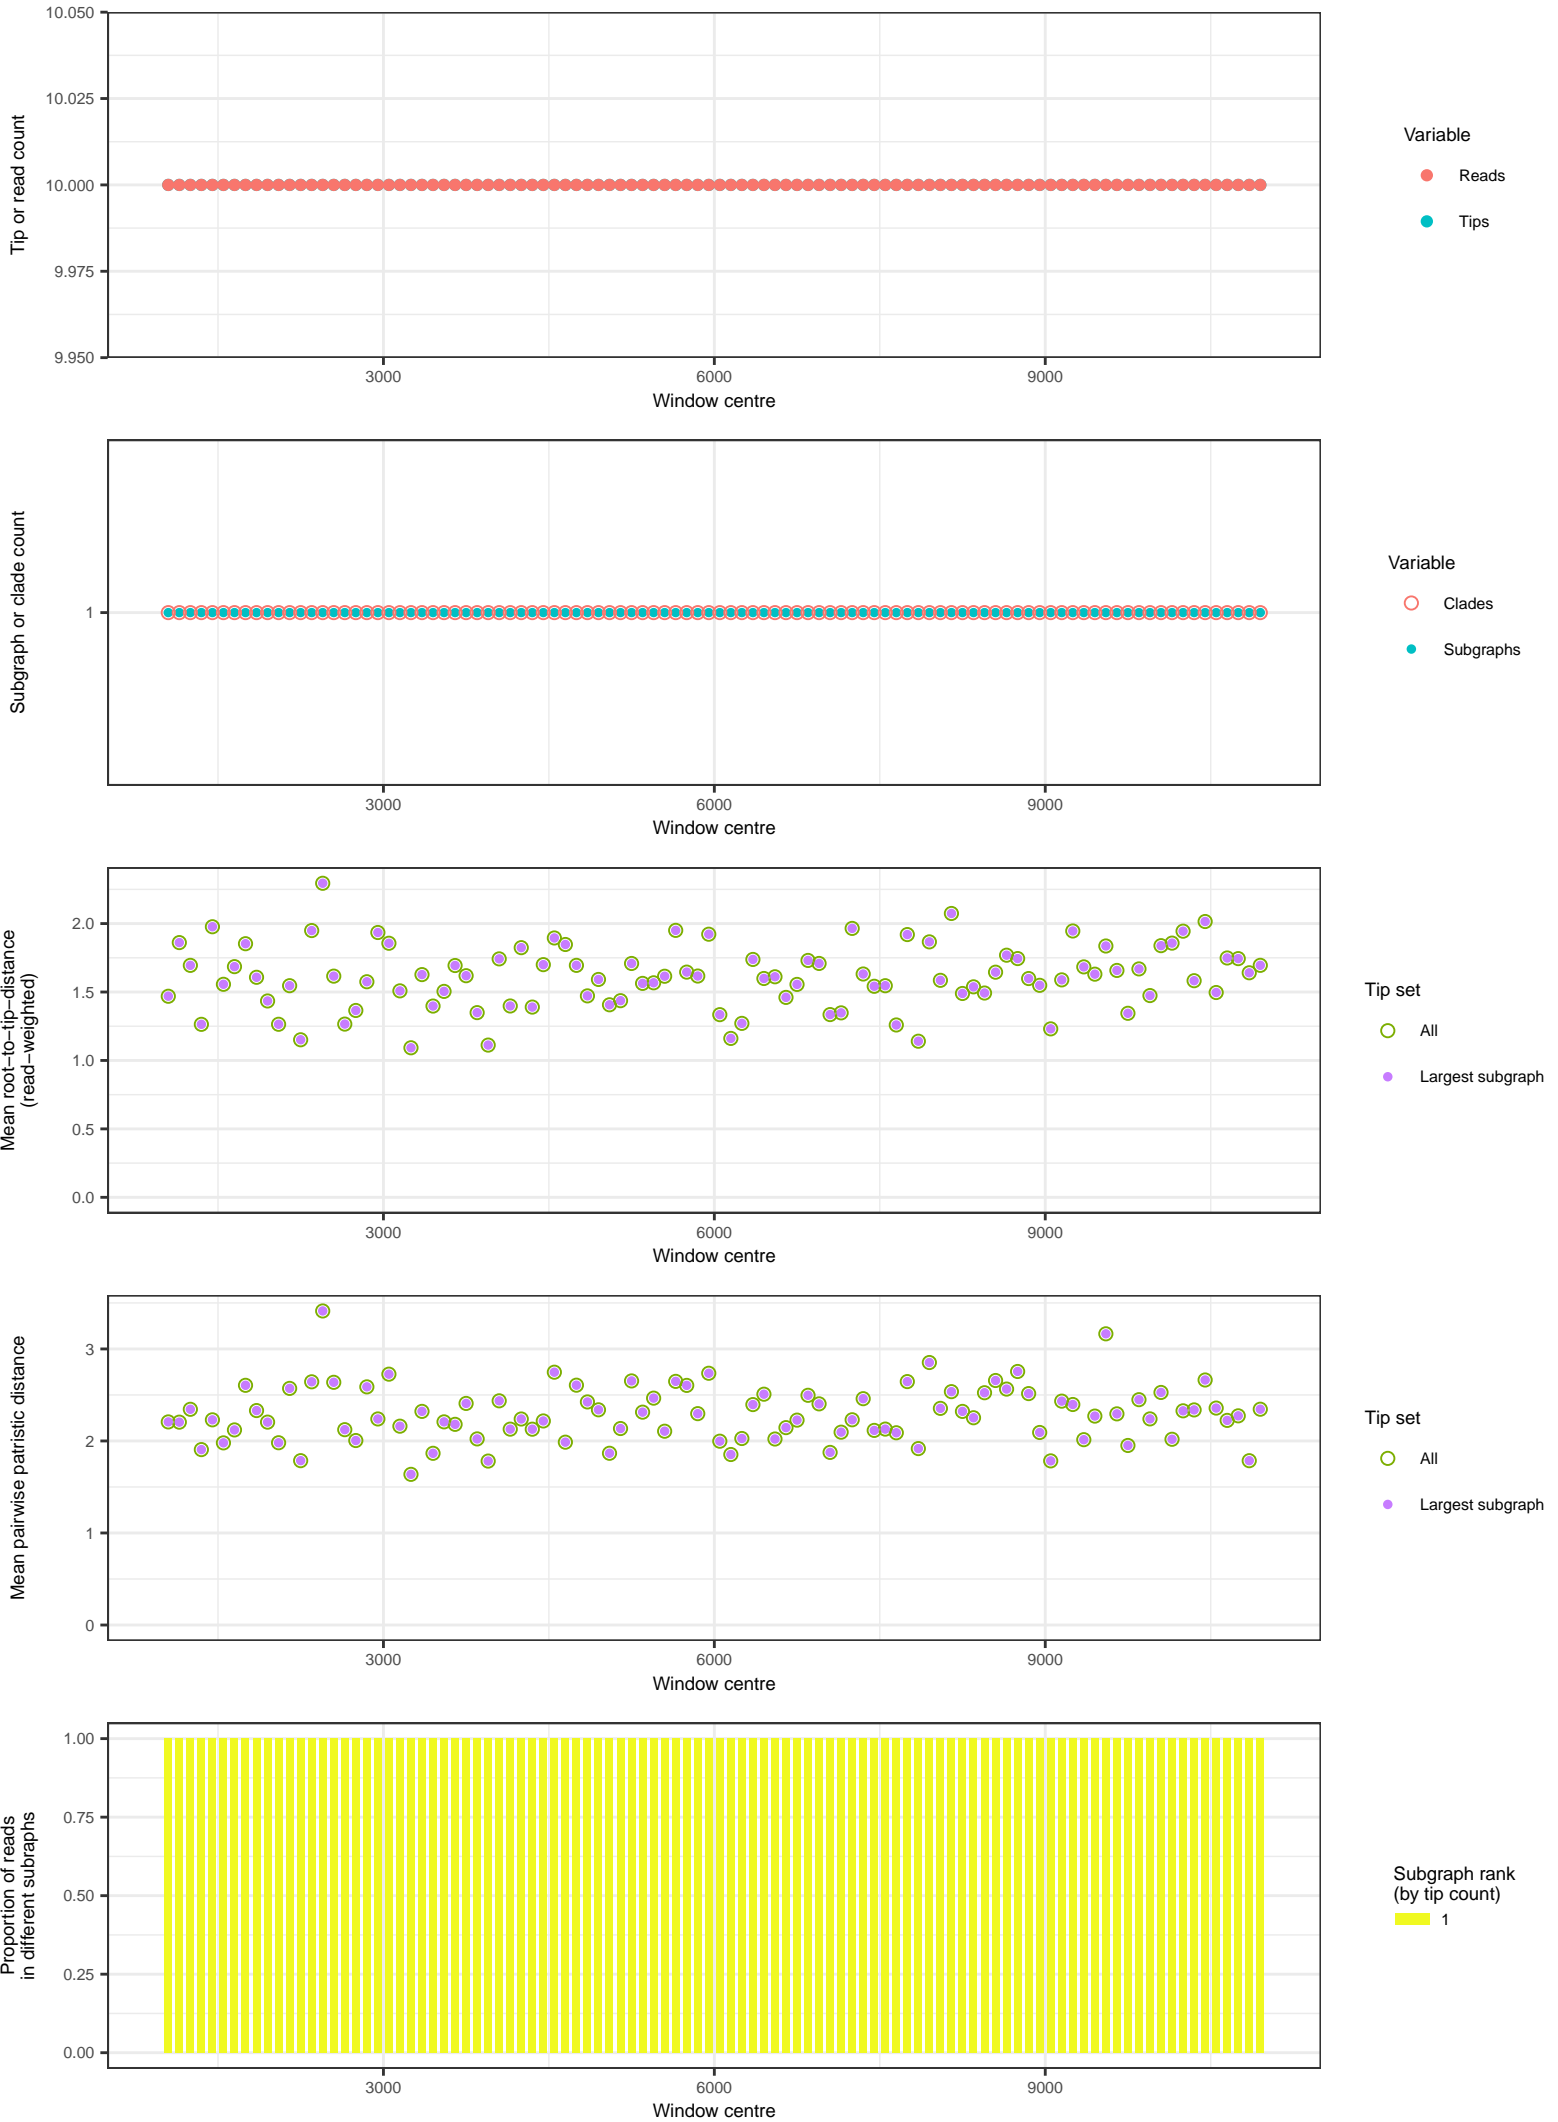 10.050
10.025
10.000
9.975
9.950
Tip or read count
3000
6000
9000
Window centre
Variable
Reads
Tips
1
Subgraph or clade count
3000
6000
9000
Window centre
Variable
Clades
Subgraphs
2.0
1.5
1.0
0.5
0.0
Mean root−to−tip−distance
(read−weighted)
3000
6000
9000
Window centre
Tip set
All
Largest subgraph
3
2
1
0
Mean pairwise patristic distance
3000
6000
9000
Window centre
Tip set
All
Largest subgraph
1.00
0.75
0.50
0.25
0.00
Proportion of reads
in different subraphs
3000
6000
9000
Window centre
Subgraph rank
(by tip count)
1